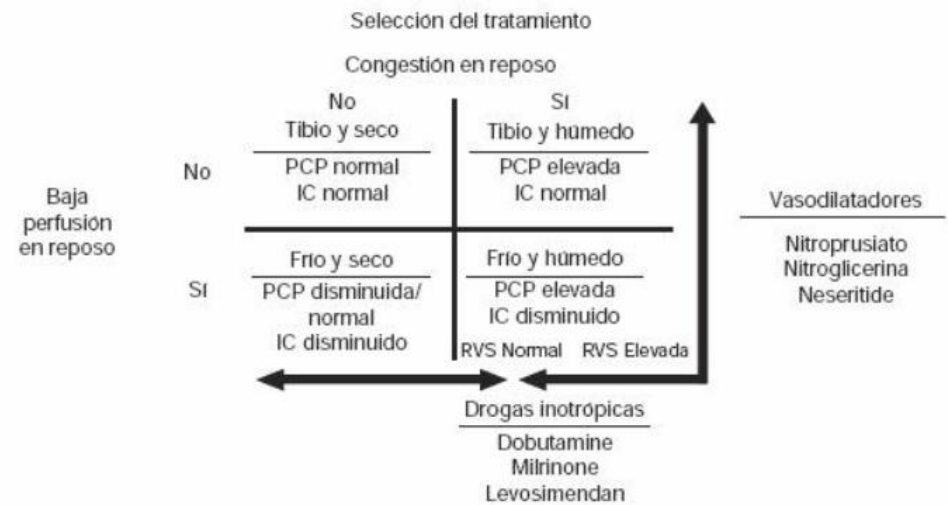 Selección del tratamiento
Congestión en reposo
No
Sí
Tibio y seco
Tibio y húmedo
No
PCP normal
IC normal
PCP elevada
IC normal
Baja
perfusión
en reposo
Vasodilatadores
Nitroprusiato
Nitroglicerina
Neseritide
Sí
Frío y seco
Frío y húmedo
PCP disminuida/
normal
IC disminuido
PCP elevada
IC disminuido
RVS Normal
RVS Elevada
Drogas inotrópicas
Dobutamine
Milrinone
Levosimendan